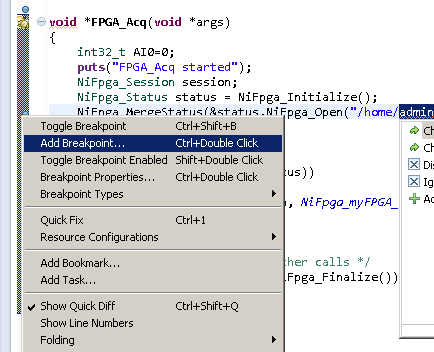 void *FPGA_Acq(void *args)
{
int32_t AI0=0;
puts("FPGA_Acq started");
NiFpga_Session session;
NiFpga_Status status = NiFpga_Initialize();
NiFpga_MergeStatus(&status,NiFpga_Open("/home/admin
Toggle Breakpoint Ctrl+Shift+B
Add Breakpoint... Ctrl+Double Click
Toggle Breakpoint Enabled Shift+Double Click
Breakpoint Properties... Ctrl+Double Click
Breakpoint Types
Quick Fix Ctrl+1
Resource Configurations
Add Bookmark...
Add Task...
Show Quick Diff Ctrl+Shift+Q
Show Line Numbers
Folding
us))
, NiFpga_myFPGA_
her calls */
iFpga_Finalize())
Ch
Ch
Dis
Ig
Ad